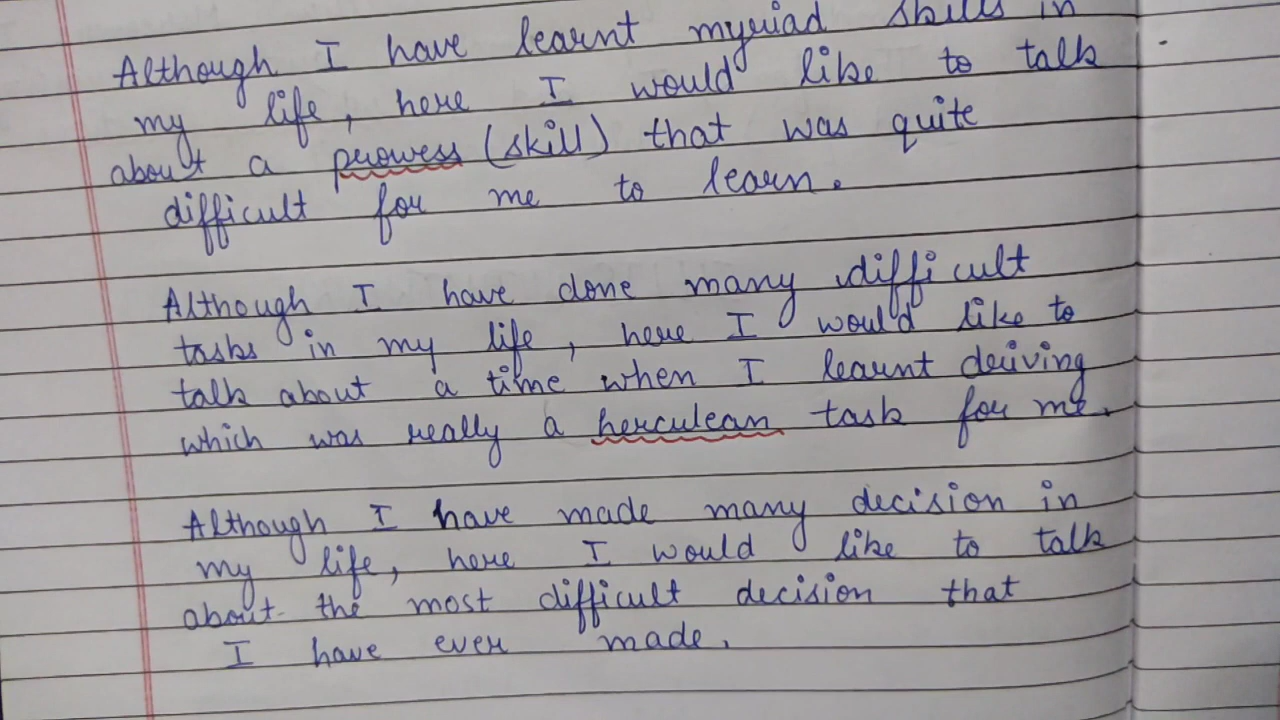 Although I have learnt myriad skills in
my life, here I would like to talk
about a prowess (skill) that was quite
difficult for me to learn.
Although I have done many difficult
tasks in my life, here I would like to
talk about a time when I learnt driving
which was really a herculean task for me.
Although I have made many decision in
my life, here I would like to talk
about the most difficult decision that
I have ever made.